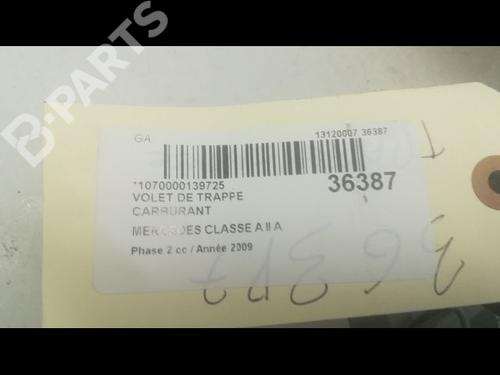 B-PARTS
GA
13120007 36387
*1070000139725
36387
VOLET DE TRAPPE
CARBURANT
MERCEDES CLASSE A II A
Phase 2 cc / Année 2009